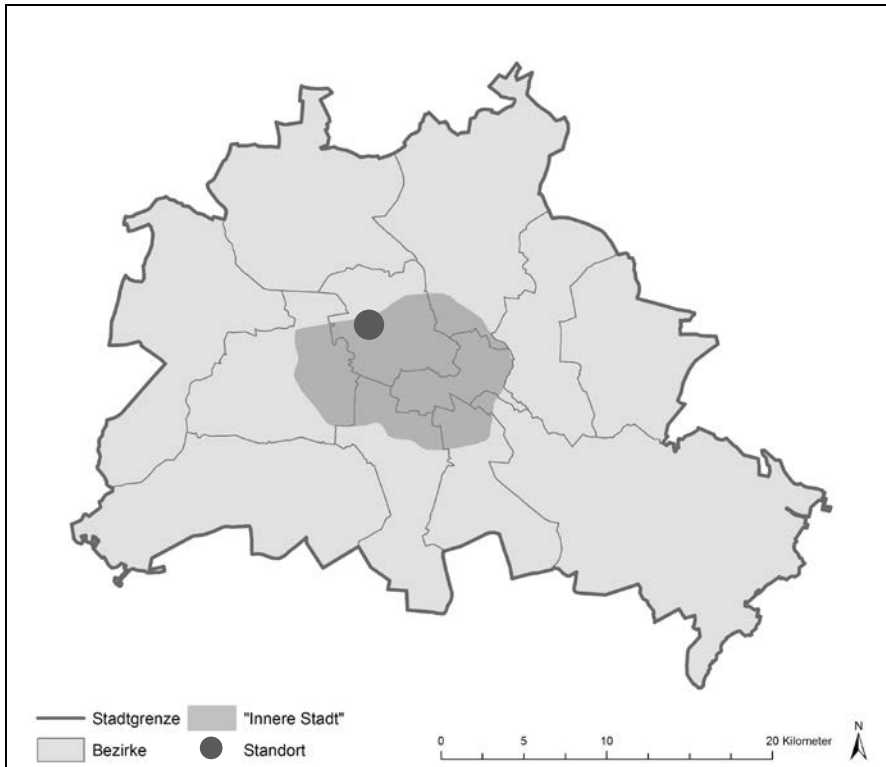 Stadtgrenze
"Innere Stadt"
Bezirke
Standort
0 5 10 20 Kilometer
N